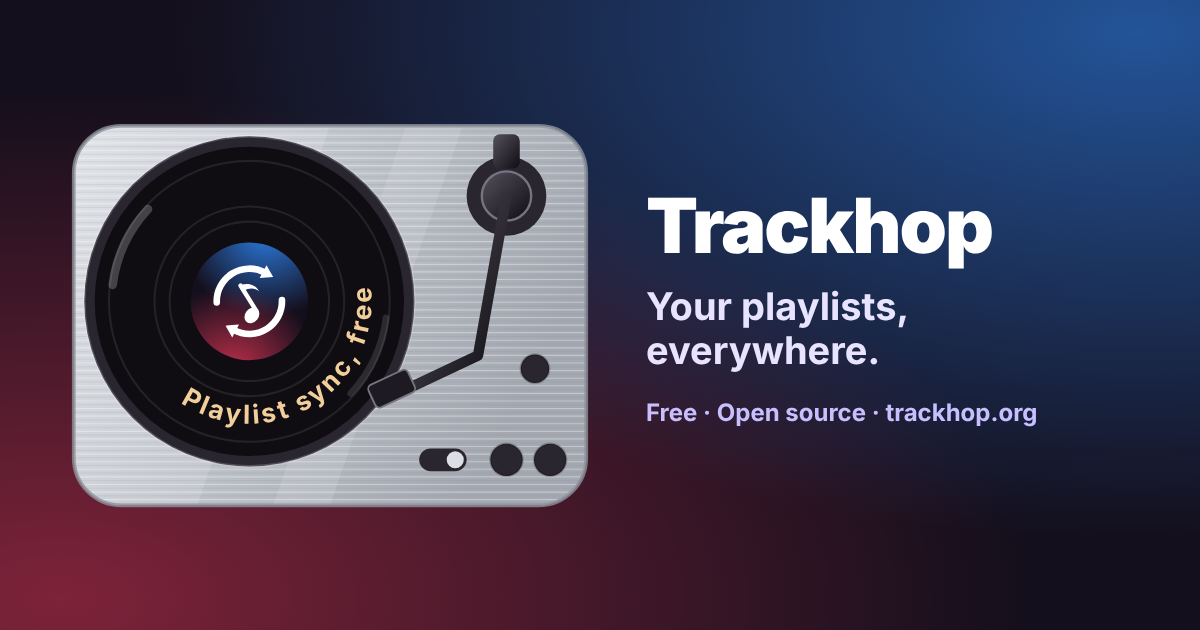 Playlist sync, free
Trackhop
Your playlists,
everywhere.
Free · Open source · trackhop.org